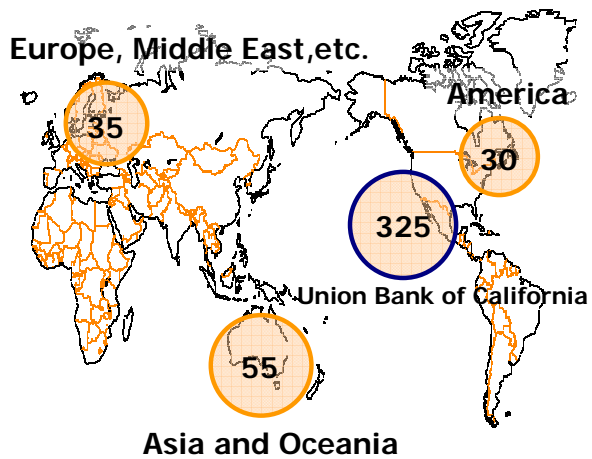 Europe, Middle East,etc.
America
35
30
325
Union Bank of California
55
Asia and Oceania